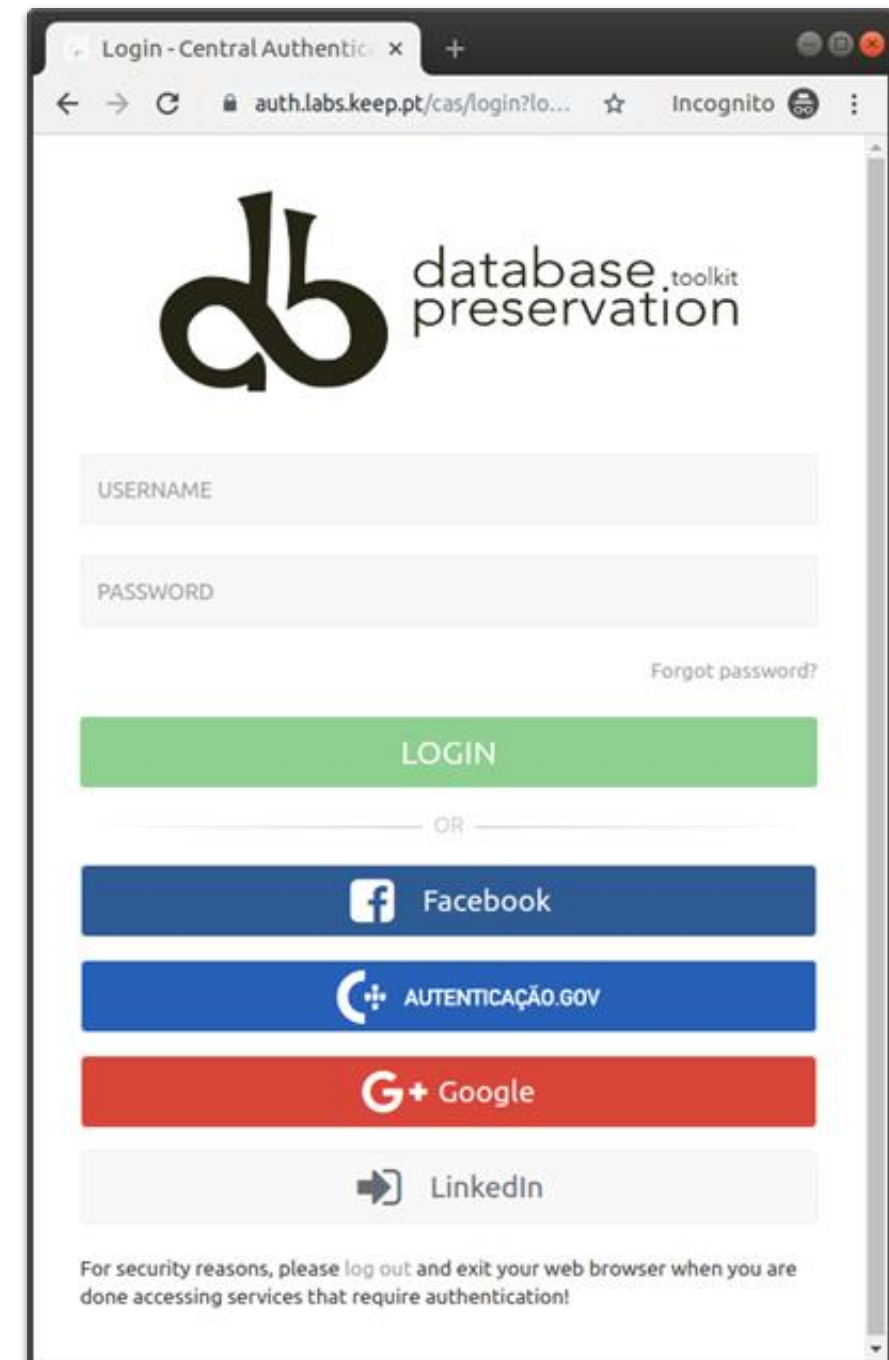 Login - Central Authentic
auth.labs.keep.pt/cas/login?lo... Incognito
db
database.toolkit
preservation
USERNAME
PASSWORD
Forgot password?
LOGIN
OR
Facebook
AUTENTICAÇÃO.GOV
G+ Google
LinkedIn
For security reasons, please log out and exit your web browser when you are
done accessing services that require authentication!